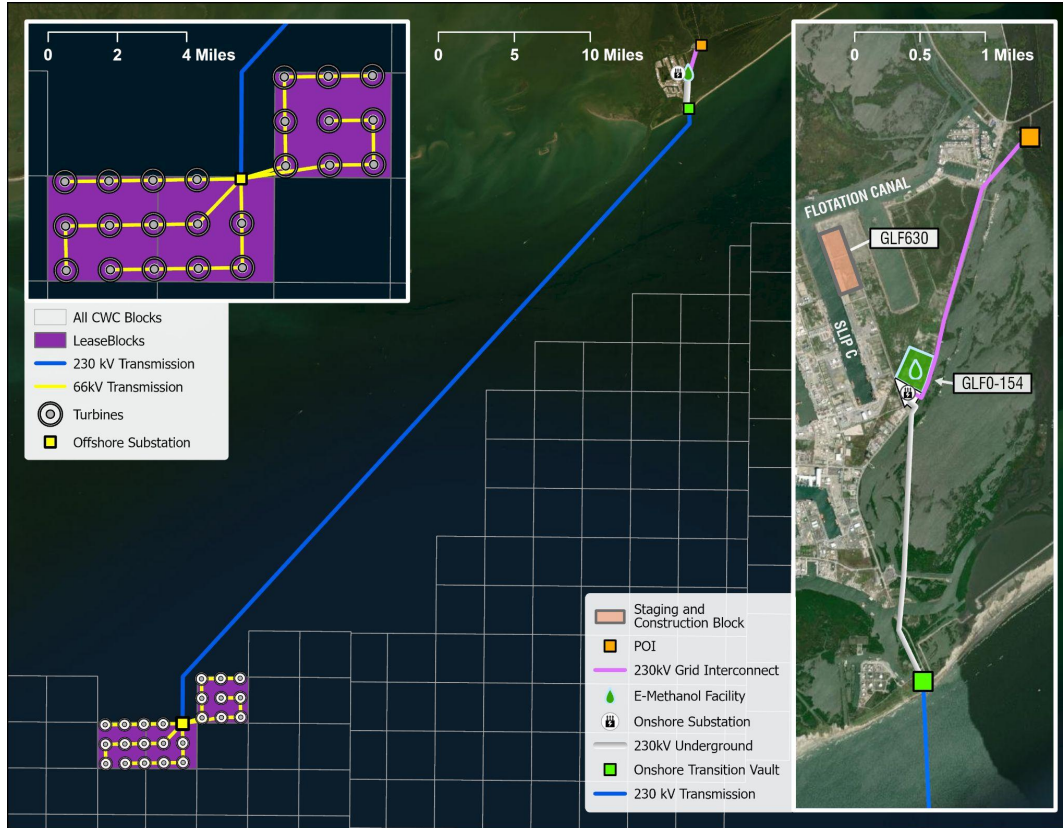 0 2 4 Miles
All CWC Blocks
LeaseBlocks
230 kV Transmission
66kV Transmission
Turbines
Offshore Substation
0 5 10 Miles
0 0.5 1 Miles
FLOTATION CANAL
GLF630
SLIP C
GLF0-154
Staging and
Construction Block
POI
230kV Grid Interconnect
E-Methanol Facility
Onshore Substation
230kV Underground
Onshore Transition Vault
230 kV Transmission